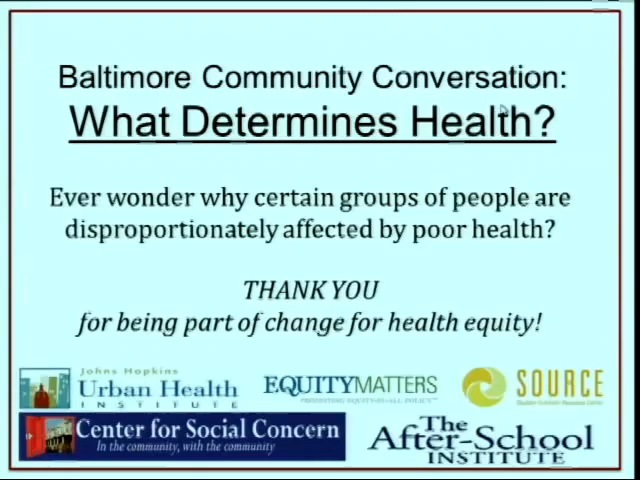 Baltimore Community Conversation:
What Determines Health?
Ever wonder why certain groups of people are
disproportionately affected by poor health?
THANK YOU
for being part of change for health equity!
Johns Hopkins
Urban Health
INSTITUTE
EQUITYMATTERS
SOURCE
Center for Social Concern
In the community, with the community
The
After-School
INSTITUTE